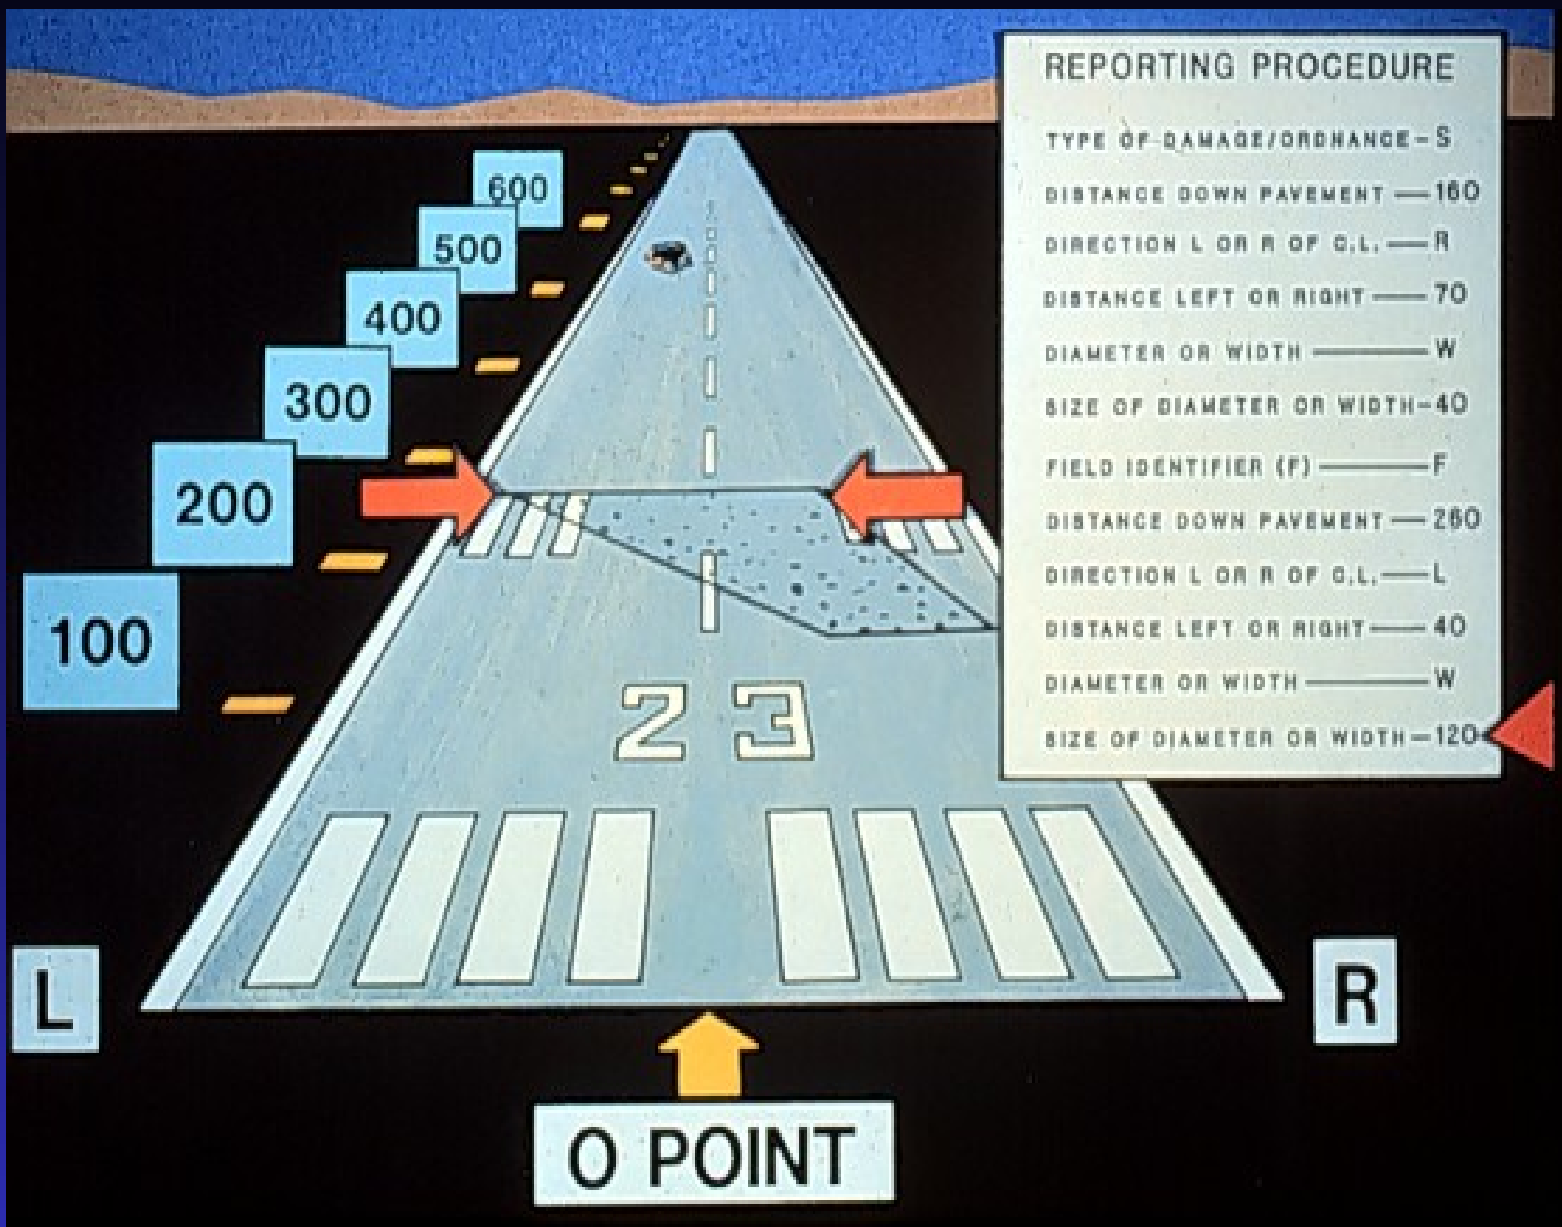 REPORTING PROCEDURE
TYPE OF DAMAGE/ORDNANCE—S
DISTANCE DOWN PAVEMENT—160
DIRECTION L OR R OF C.L.—R
DISTANCE LEFT OR RIGHT—70
DIAMETER OR WIDTH—W
SIZE OF DIAMETER OR WIDTH—40
FIELD IDENTIFIER (F)—F
DISTANCE DOWN PAVEMENT—260
DIRECTION L OR R OF C.L.—L
DISTANCE LEFT OR RIGHT—40
DIAMETER OR WIDTH—W
SIZE OF DIAMETER OR WIDTH—120
600
500
400
300
200
100
23
L
R
O POINT